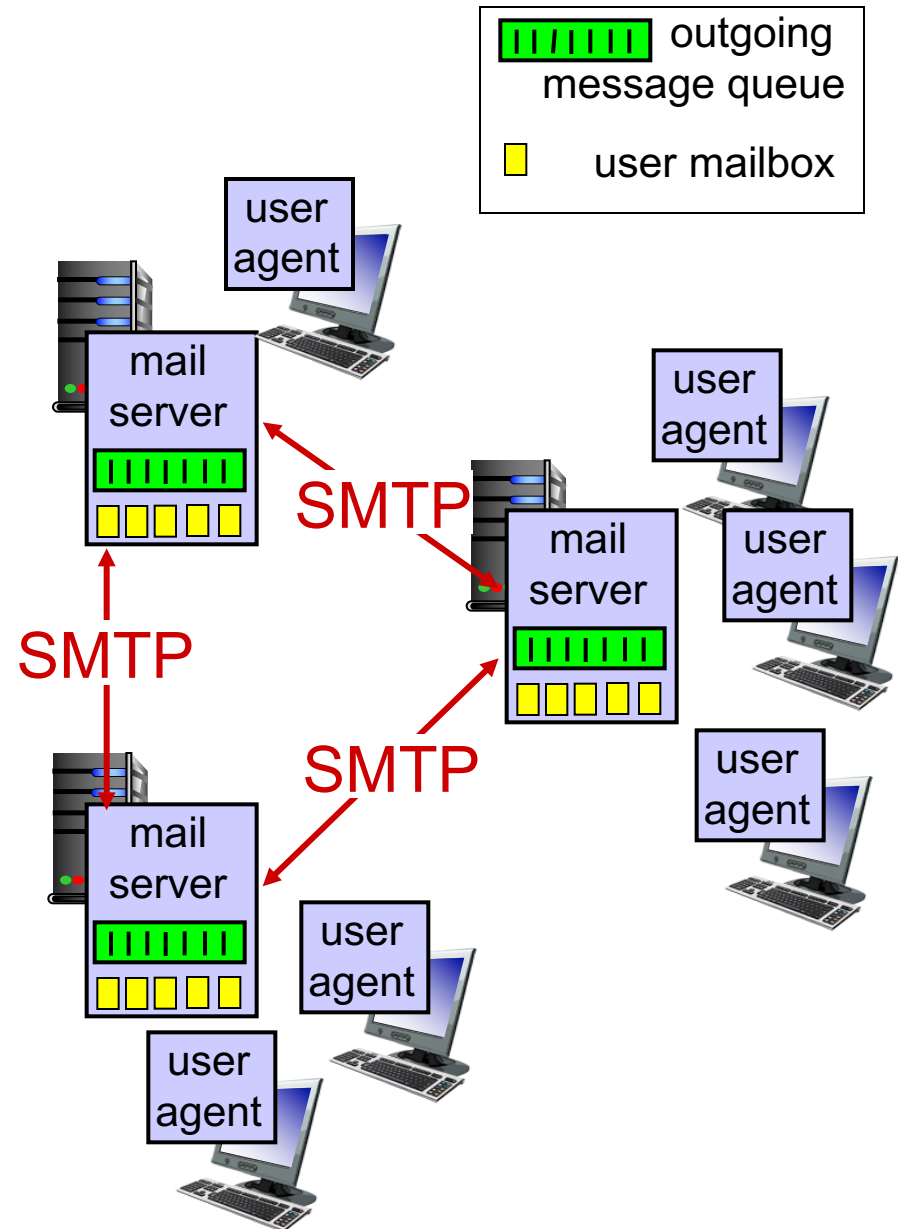 outgoing
message queue
user mailbox
user
agent
mail
server
SMTP
user
agent
mail
server
user
agent
SMTP
SMTP
user
agent
mail
server
user
agent
user
agent